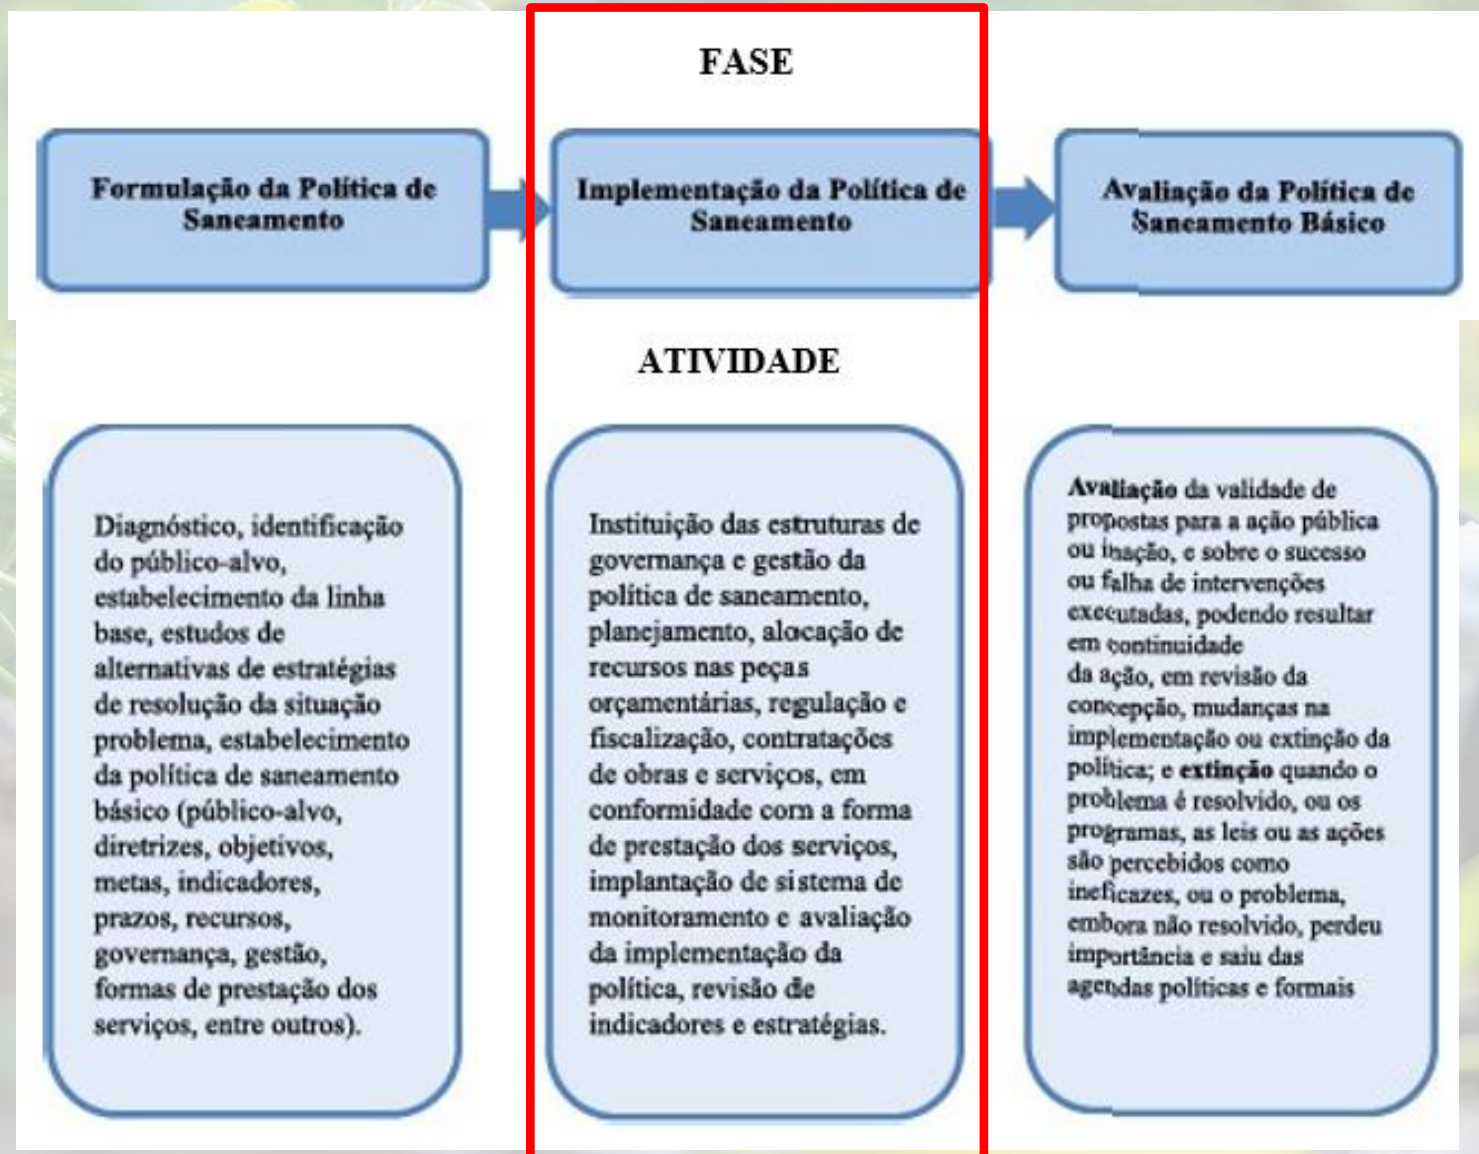 FASE
Formulação da Política de
Saneamento
Implementação da Política de
Saneamento
Avaliação da Política de
Saneamento Básico
ATIVIDADE
Diagnóstico, identificação
do público-alvo,
estabelecimento da linha
base, estudos de
alternativas de estratégias
de resolução da situação
problema, estabelecimento
da política de saneamento
básico (público-alvo,
diretrizes, objetivos,
metas, indicadores,
prazos, recursos,
governança, gestão,
formas de prestação dos
serviços, entre outros).
Instituição das estruturas de
governança e gestão da
política de saneamento,
planejamento, alocação de
recursos nas peças
orçamentárias, regulação e
fiscalização, contratações
de obras e serviços, em
conformidade com a forma
de prestação dos serviços,
implantação de sistema de
monitoramento e avaliação
da implementação da
política, revisão de
indicadores e estratégias.
Avaliação da validade de
propostas para a ação pública
ou inação, e sobre o sucesso
ou falha de intervenções
executadas, podendo resultar
em continuidade
da ação, em revisão da
concepção, mudanças na
implementação ou extinção da
política; e extinção quando o
problema é resolvido, ou os
programas, as leis ou as ações
são percebidos como
ineficazes, ou o problema,
embora não resolvido, perdeu
importância e saiu das
agendas políticas e formais